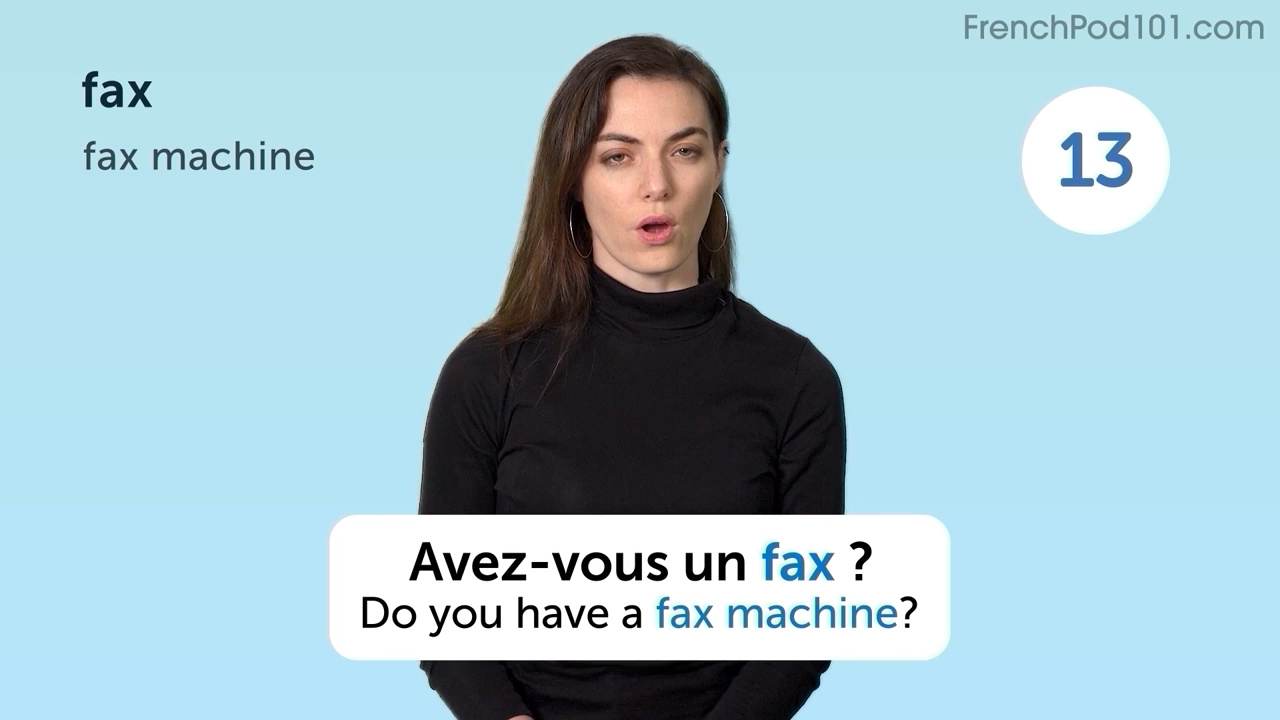 FrenchPod101.com
fax
fax machine
13
Avez-vous un fax ?
Do you have a fax machine?